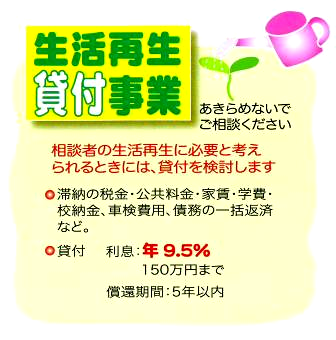 生活再生
貸付事業
あきらめないで
ご相談ください
相談者の生活再生に必要と考え
られるときには、貸付を検討します
滞納の税金・公共料金・家賃・学費・
校納金、車検費用、債務の一括返済
など。
貸付 利息：年9.5%
150万円まで
償還期間：5年以内